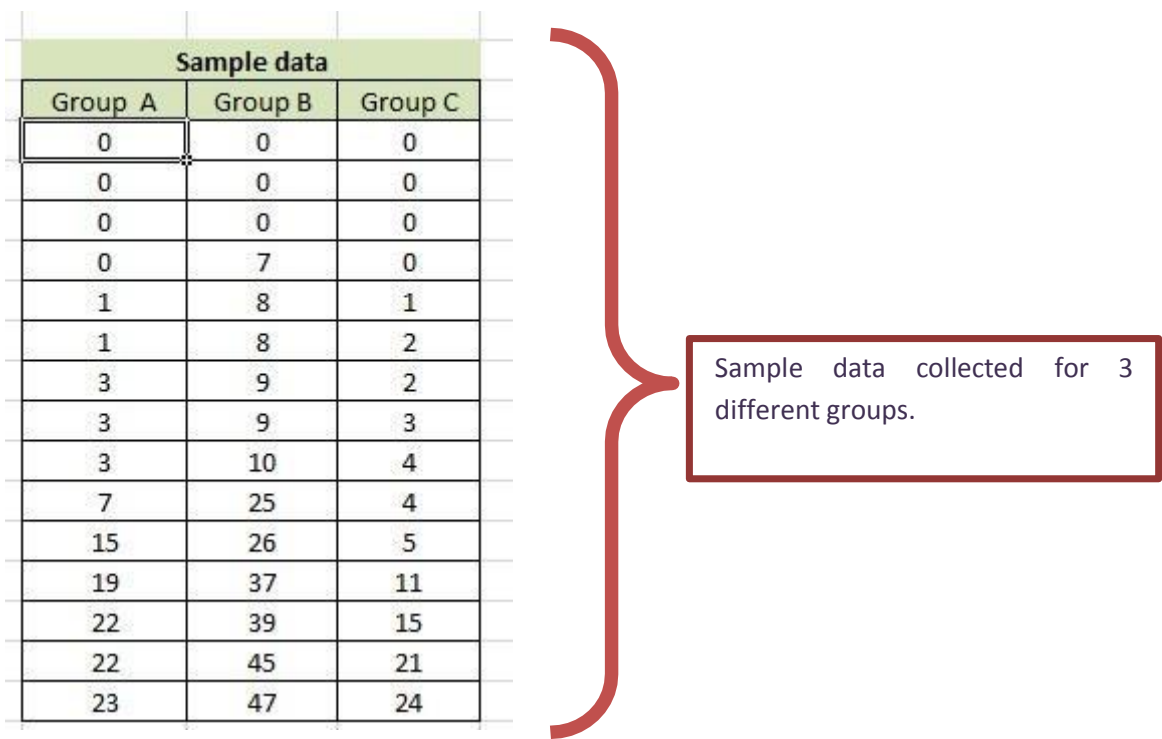 Sample data
Group A Group B Group C
0 0 0
0 0 0
0 0 0
0 7 0
1 8 1
1 8 2
3 9 2
3 9 3
3 10 4
7 25 4
15 26 5
19 37 11
22 39 15
22 45 21
23 47 24
Sample data collected for 3
different groups.